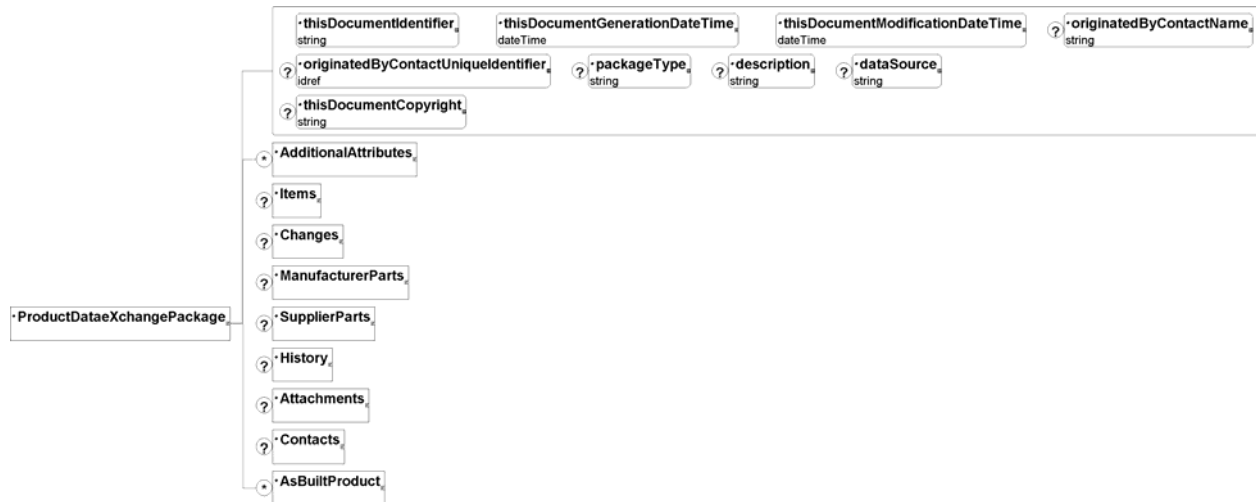 thisDocumentIdentifier thisDocumentGenerationDateTime thisDocumentModificationDateTime ? originatedByContactName
string dateTime dateTime string
? originatedByContactUniqueIdentifier ? packageType ? description ? dataSource
idref string string string
? thisDocumentCopyright
string
* AdditionalAttributes
? Items
? Changes
? ManufacturerParts
ProductDataeXchangePackage ? SupplierParts
? History
? Attachments
? Contacts
* AsBuiltProduct